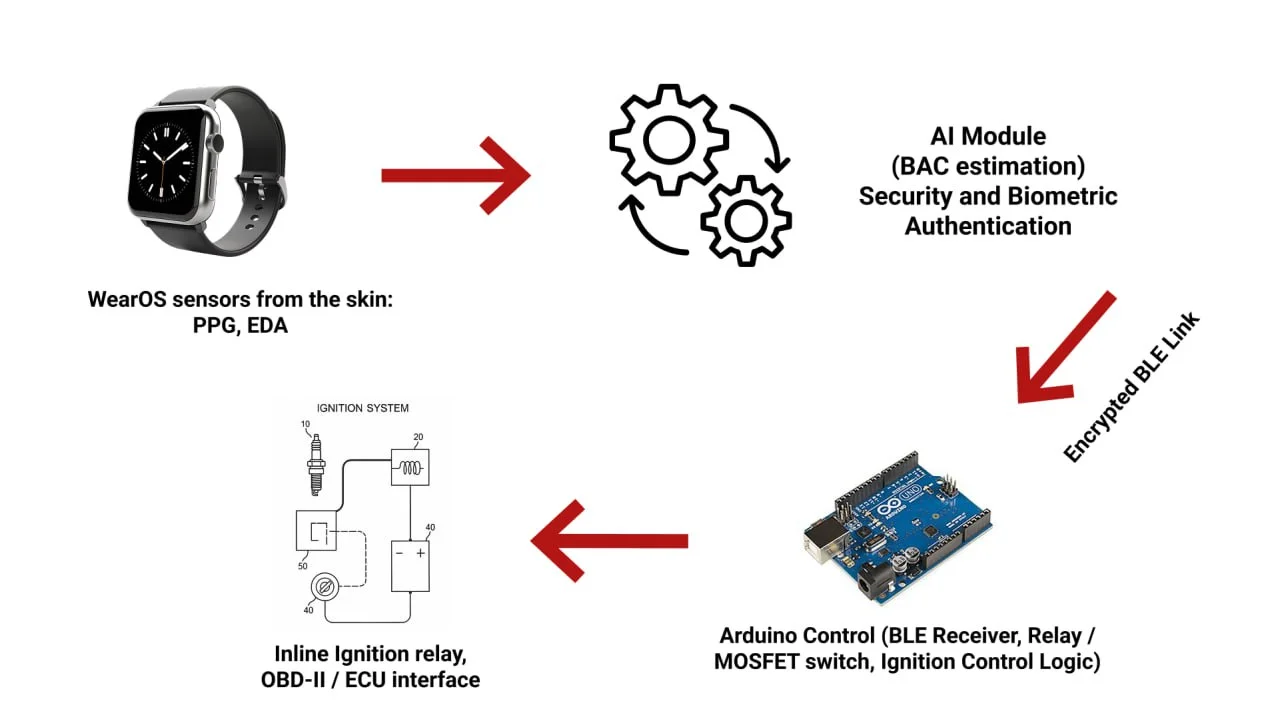 WearOS sensors from the skin:
PPG, EDA
AI Module
(BAC estimation)
Security and Biometric
Authentication
Encrypted BLE Link
ARDUINO
UNO
Arduino Control (BLE Receiver, Relay /
MOSFET switch, Ignition Control Logic)
IGNITION SYSTEM
10
20
50
40
- +
40
Inline Ignition relay,
OBD-II / ECU interface